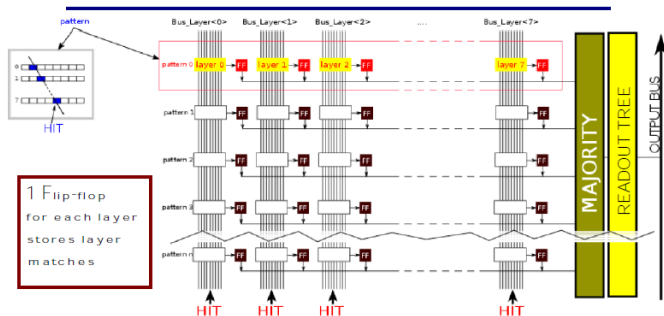 pattern
Bus_Layer<0> Bus_Layer<1> Bus_Layer<2> .... Bus_Layer<7>
0
1
7
HIT
pattern 0 layer 0 FF layer 1 FF layer 2 FF layer 7 FF
pattern 1 FF FF FF FF
pattern 2 FF FF FF FF
pattern 3 FF FF FF FF
pattern n FF FF FF FF
1 Flip-flop
for each layer
stores layer
matches
MAJORITY
READOUT TREE
OUTPUT BUS
HIT HIT HIT HIT